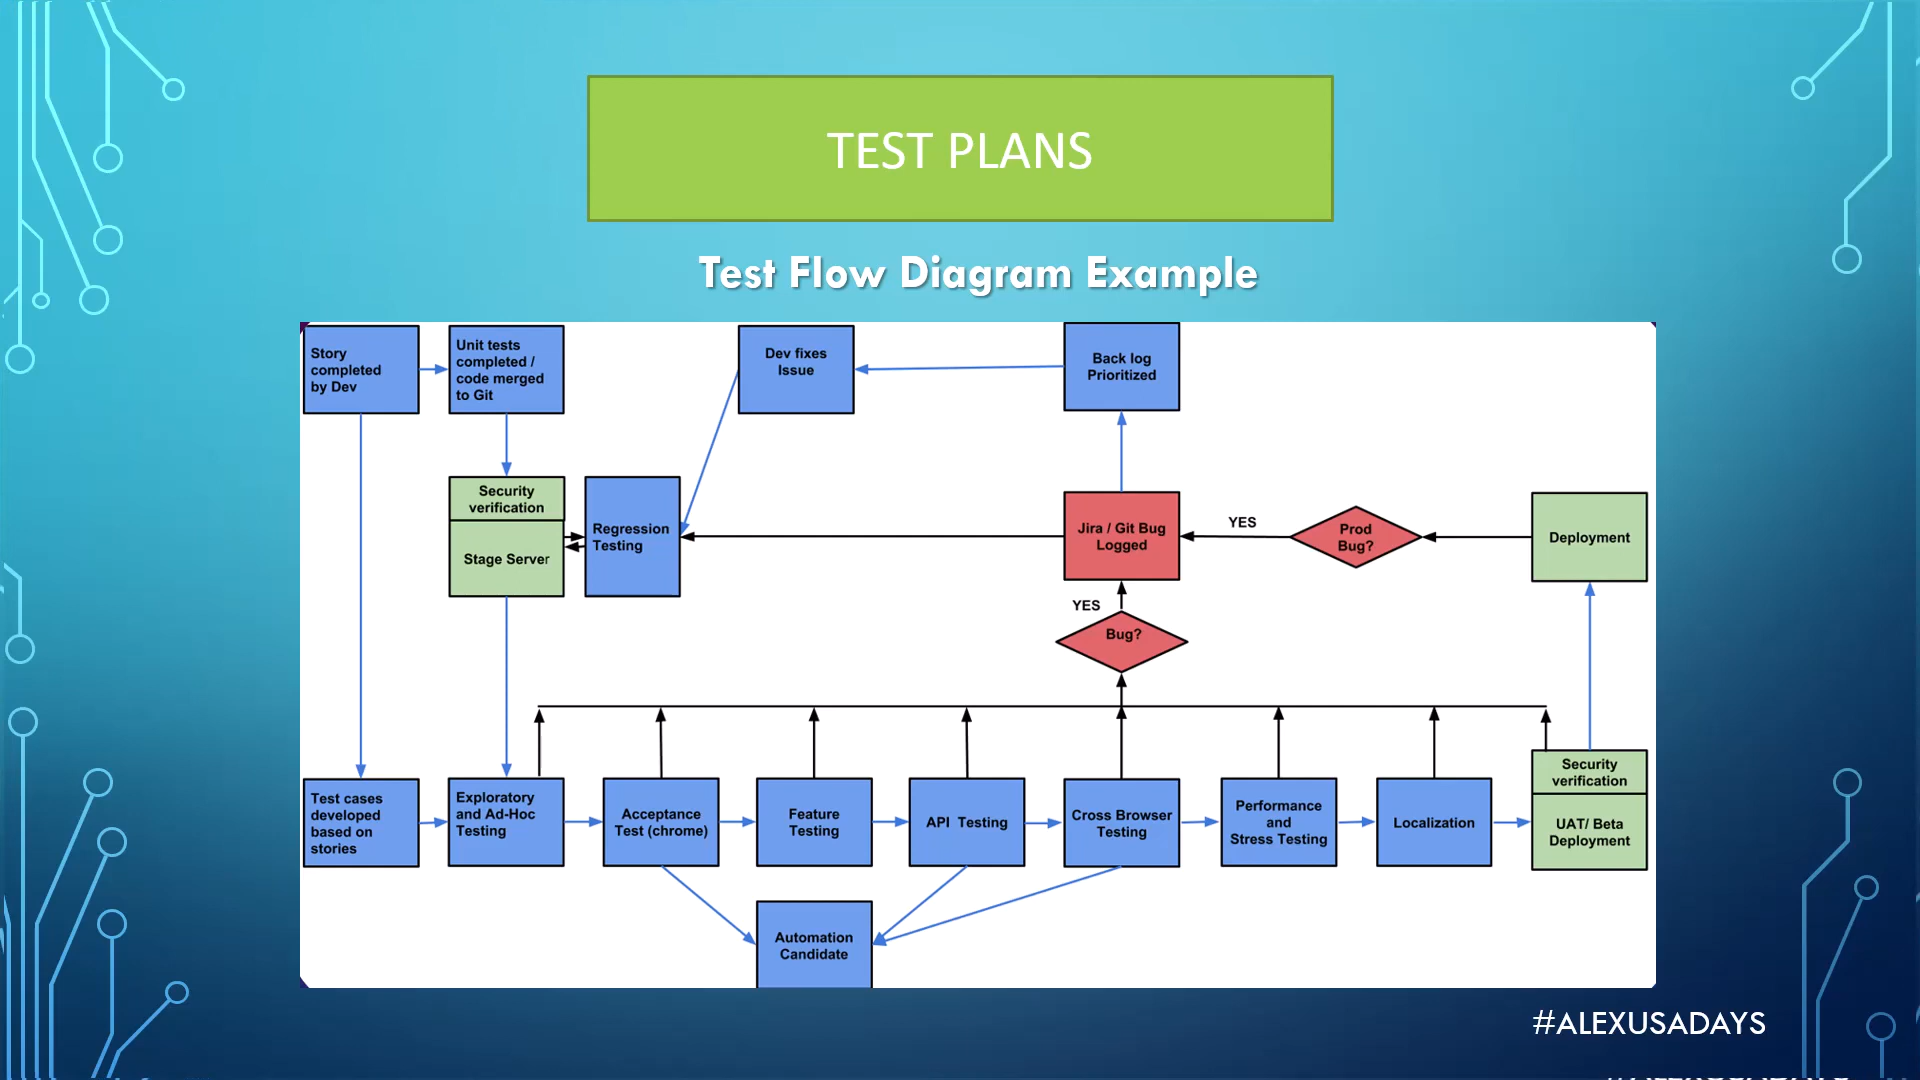 TEST PLANS
Test Flow Diagram Example
Story
completed
by Dev
Unit tests
completed /
code merged
to Git
Dev fixes
Issue
Back log
Prioritized
Security
verification
Stage Server
Regression
Testing
Jira / Git Bug
Logged
YES
Prod
Bug?
Deployment
YES
Bug?
Test cases
developed
based on
stories
Exploratory
and Ad-Hoc
Testing
Acceptance
Test (chrome)
Feature
Testing
API Testing
Cross Browser
Testing
Performance
and
Stress Testing
Localization
Security
verification
UAT/ Beta
Deployment
Automation
Candidate
#ALEXUSADAYS